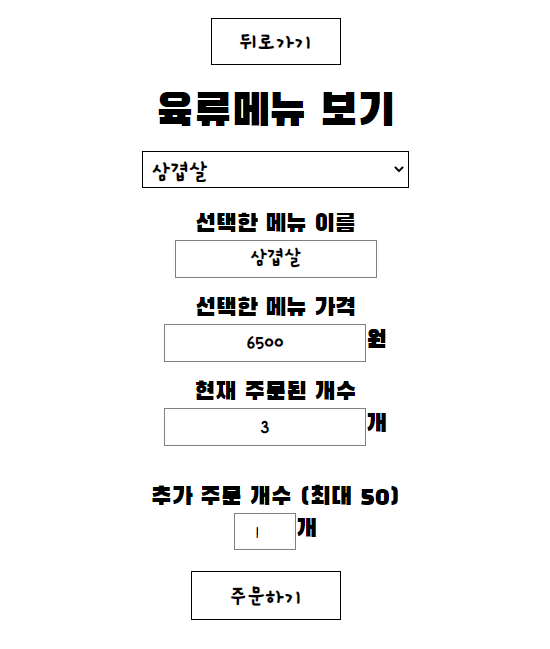 뒤로가기
육류메뉴 보기
삼겹살
선택한 메뉴 이름
삼겹살
선택한 메뉴 가격
6500 원
현재 주문된 개수
3 개
추가 주문 개수 (최대 50)
1 개
주문하기